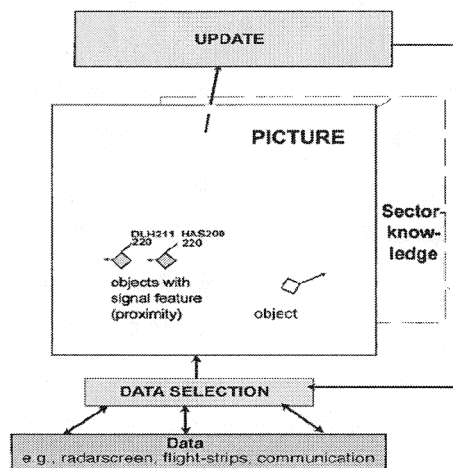 UPDATE
PICTURE
Sector-
know-
ledge
DLH211 HAS200
220 220
objects with
signal feature
(proximity)
object
DATA SELECTION
Data
e.g., radarscreen, flight-strips, communication